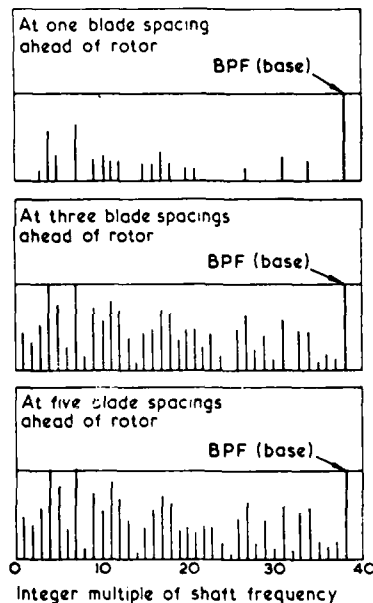 At one blade spacing
ahead of rotor
BPF (base)
At three blade spacings
ahead of rotor
BPF (base)
At five blade spacings
ahead of rotor
BPF (base)
0 10 20 30 40
Integer multiple of shaft frequency